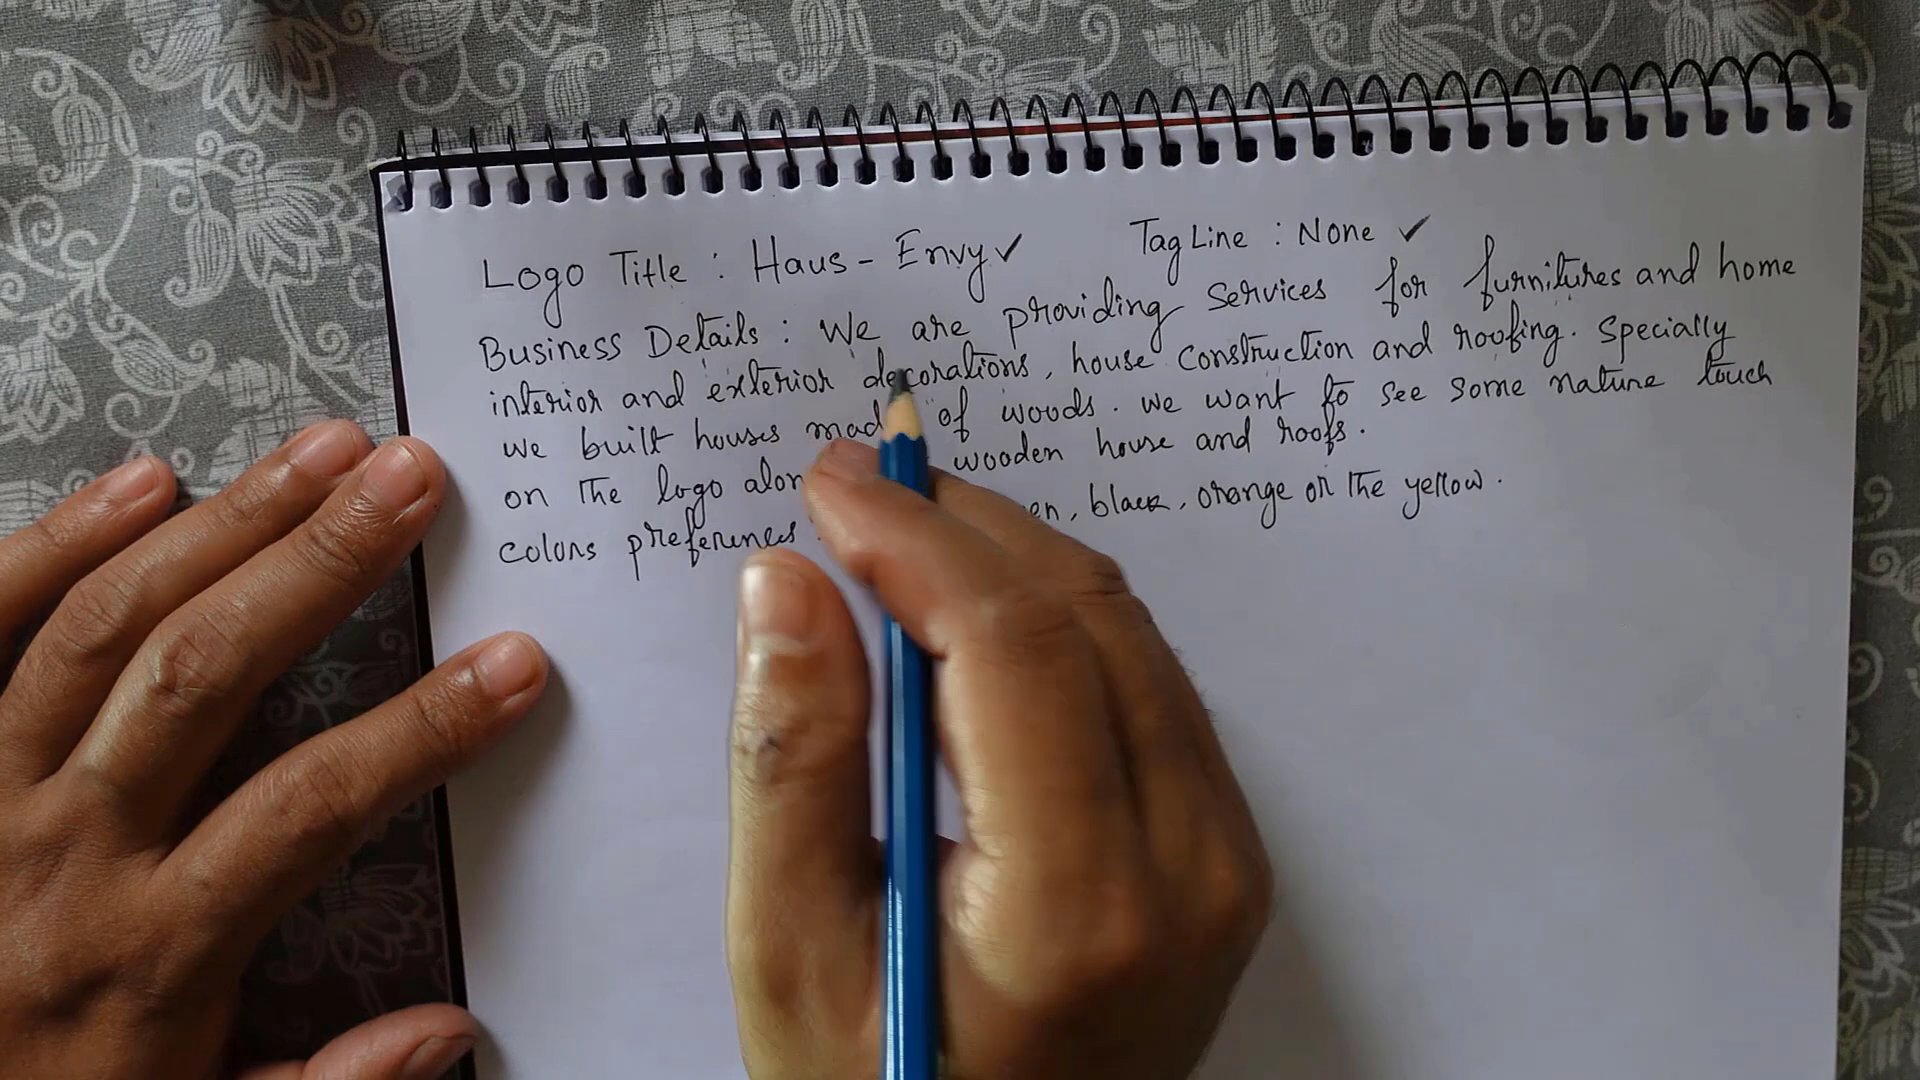 Logo Title : Haus - Envy ✓ Tag Line : None ✓
Business Details : We are providing services for furnitures and home
interior and exterior decorations, house construction and roofing. Specially
we built houses made of woods. We want to see some nature touch
on the logo wooden house and roofs.
colors preferences : black, orange or the yellow.